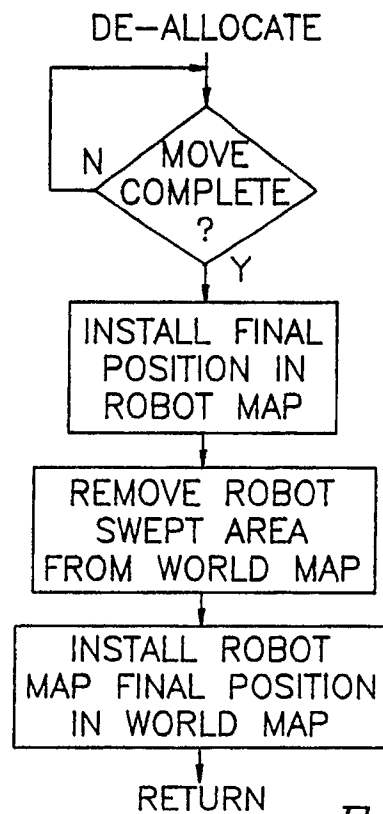 DE-ALLOCATE
N
MOVE
COMPLETE
?
Y
INSTALL FINAL
POSITION IN
ROBOT MAP
REMOVE ROBOT
SWEPT AREA
FROM WORLD MAP
INSTALL ROBOT
MAP FINAL POSITION
IN WORLD MAP
RETURN